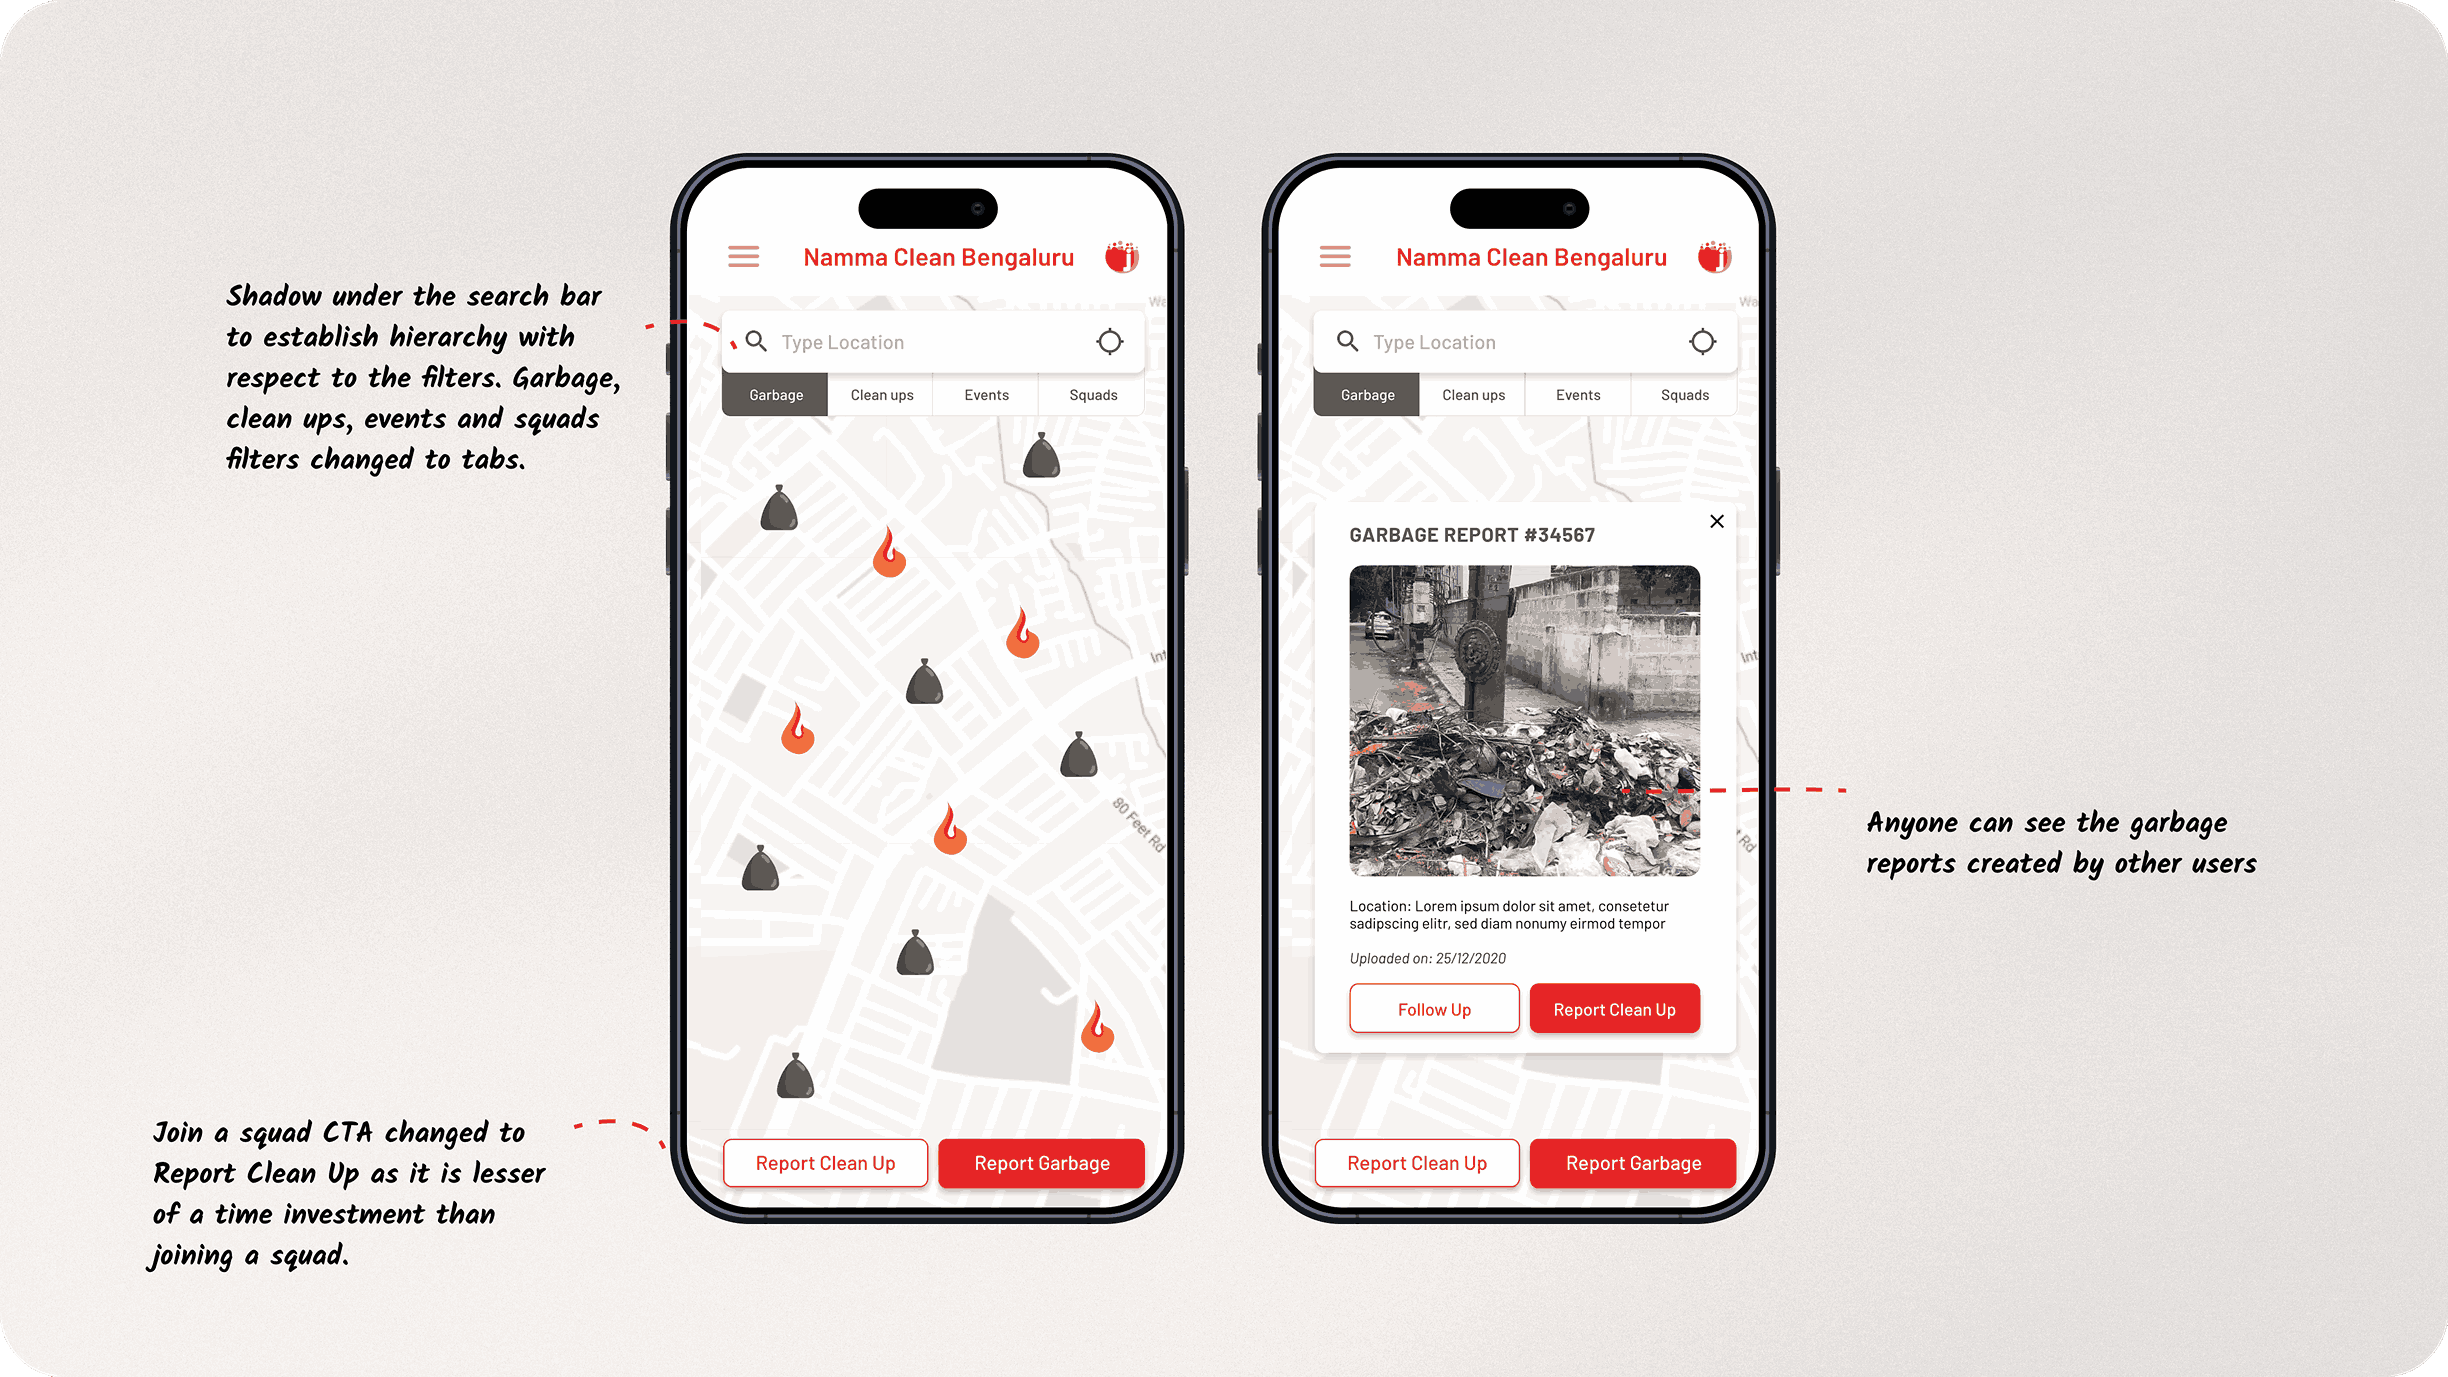 Shadow under the search bar
to establish hierarchy with
respect to the filters. Garbage,
clean ups, events and squads
filters changed to tabs.
Join a squad CTA changed to
Report Clean Up as it is lesser
of a time investment than
joining a squad.
Namma Clean Bengaluru
Wa
Type Location
Garbage Clean ups Events Squads
Int
80 Feet Rd
Report Clean Up Report Garbage
Namma Clean Bengaluru
Wa
Type Location
Garbage Clean ups Events Squads
GARBAGE REPORT #34567
Int
Rd
Location: Lorem ipsum dolor sit amet, consetetur
sadipscing elitr, sed diam nonumy eirmod tempor
Uploaded on: 25/12/2020
Follow Up Report Clean Up
Report Clean Up Report Garbage
Anyone can see the garbage
reports created by other users